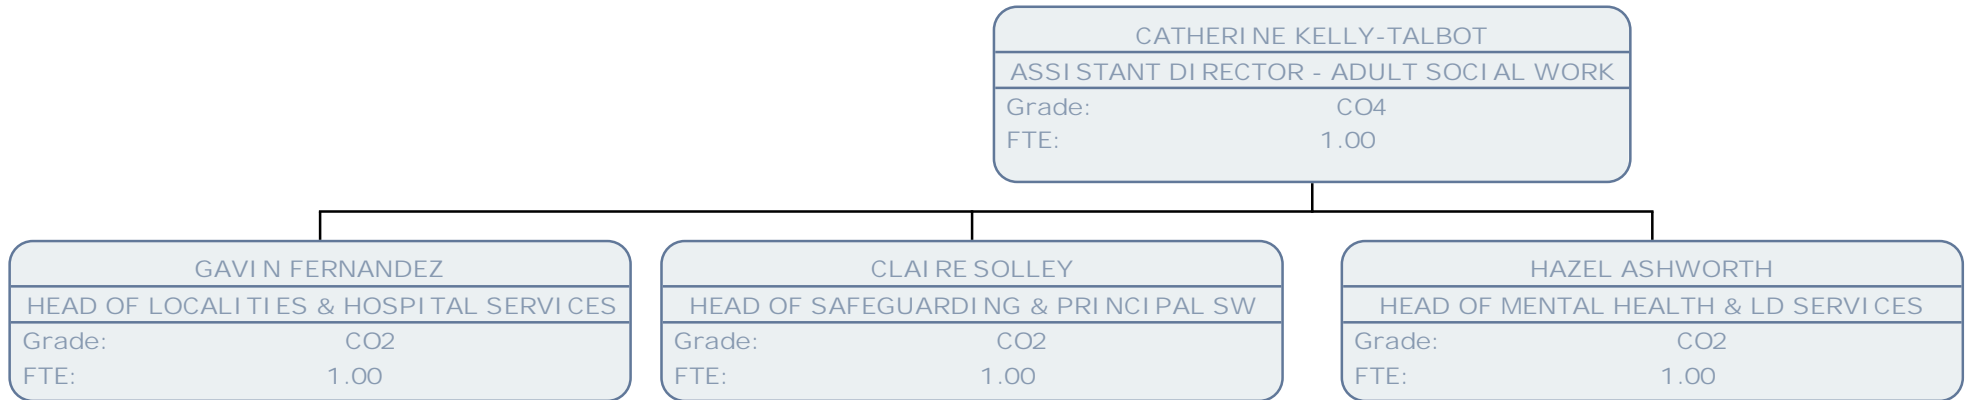 CATHERINE KELLY-TALBOT
ASSISTANT DIRECTOR - ADULT SOCIAL WORK
Grade: CO4
FTE: 1.00
GAVIN FERNANDEZ
HEAD OF LOCALITIES & HOSPITAL SERVICES
Grade: CO2
FTE: 1.00
CLAIRE SOLLEY
HEAD OF SAFEGUARDING & PRINCIPAL SW
Grade: CO2
FTE: 1.00
HAZEL ASHWORTH
HEAD OF MENTAL HEALTH & LD SERVICES
Grade: CO2
FTE: 1.00